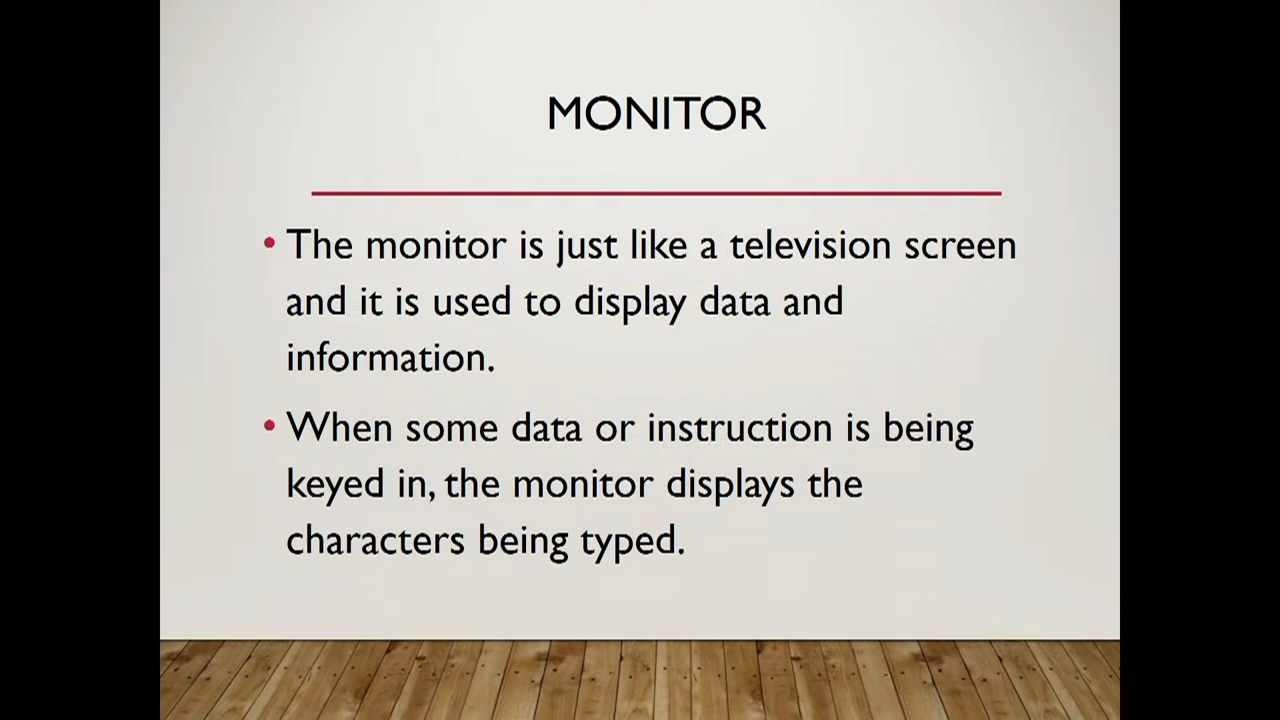 MONITOR
• The monitor is just like a television screen
and it is used to display data and
information.
• When some data or instruction is being
keyed in, the monitor displays the
characters being typed.